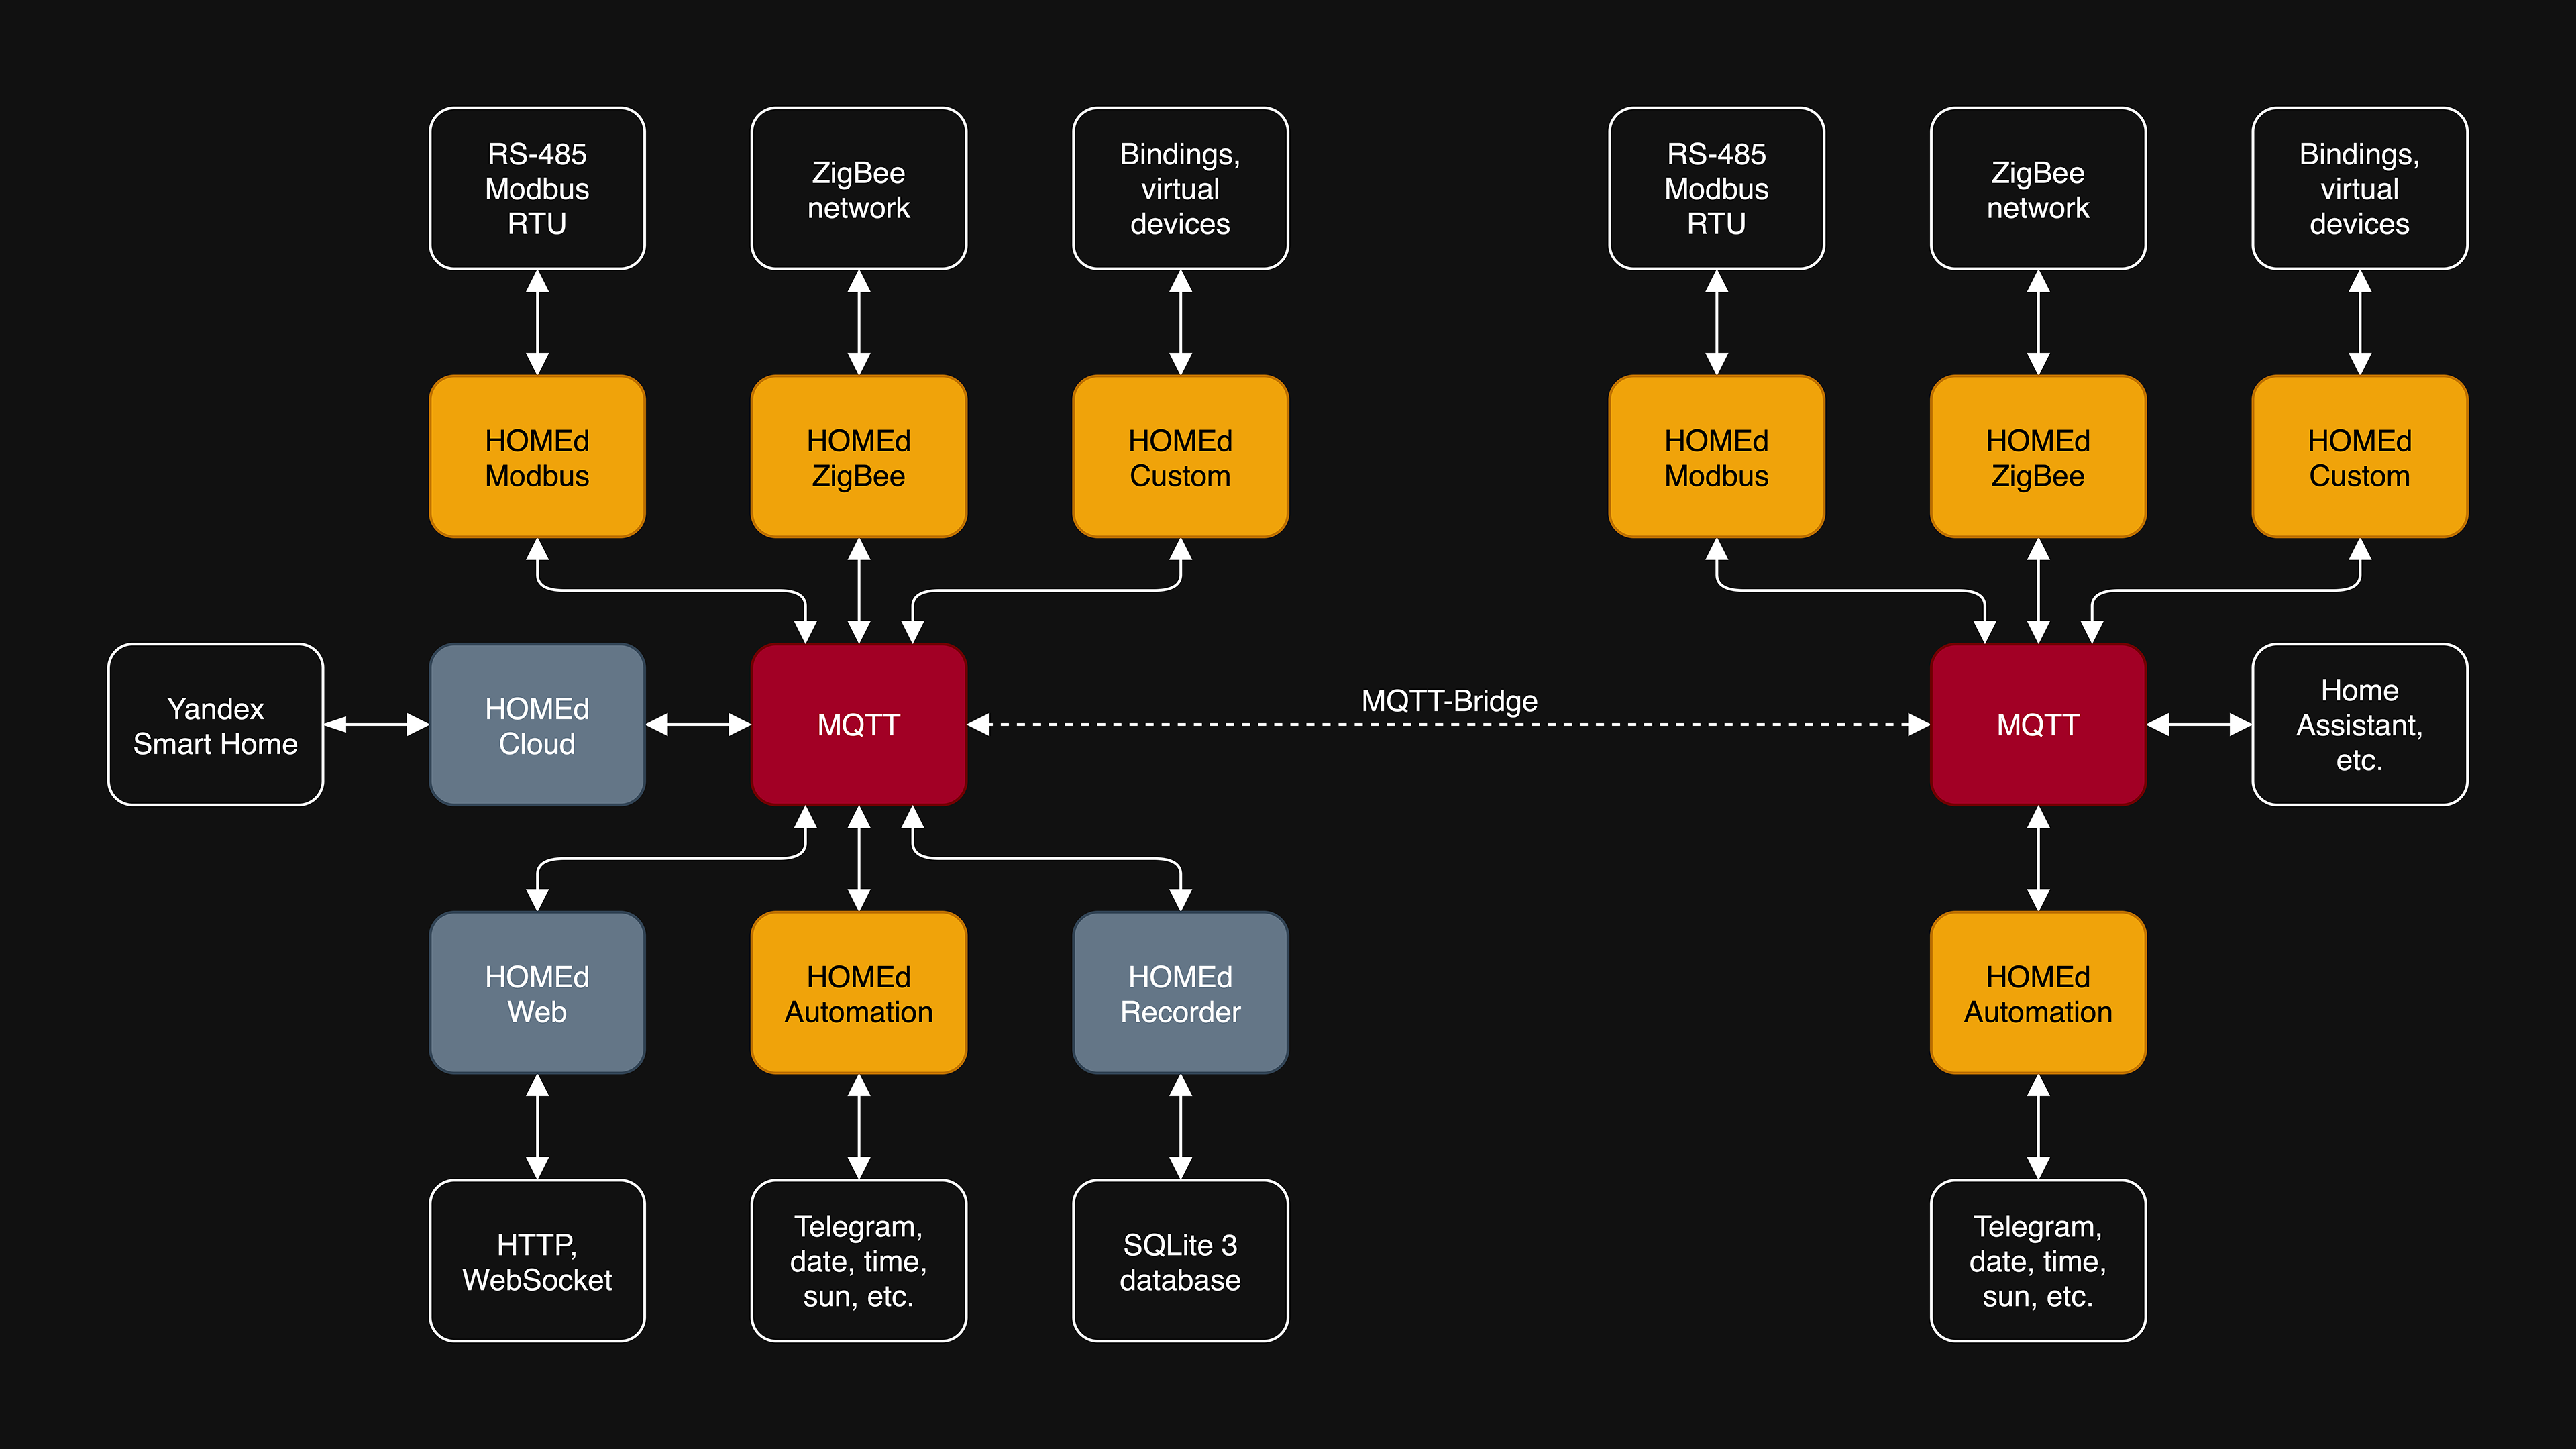 RS-485
Modbus
RTU
ZigBee
network
Bindings,
virtual
devices
RS-485
Modbus
RTU
ZigBee
network
Bindings,
virtual
devices
HOMEd
Modbus
HOMEd
ZigBee
HOMEd
Custom
HOMEd
Modbus
HOMEd
ZigBee
HOMEd
Custom
Yandex
Smart Home
HOMEd
Cloud
MQTT
MQTT-Bridge
MQTT
Home
Assistant,
etc.
HOMEd
Web
HOMEd
Automation
HOMEd
Recorder
HOMEd
Automation
HTTP,
WebSocket
Telegram,
date, time,
sun, etc.
SQLite 3
database
Telegram,
date, time,
sun, etc.